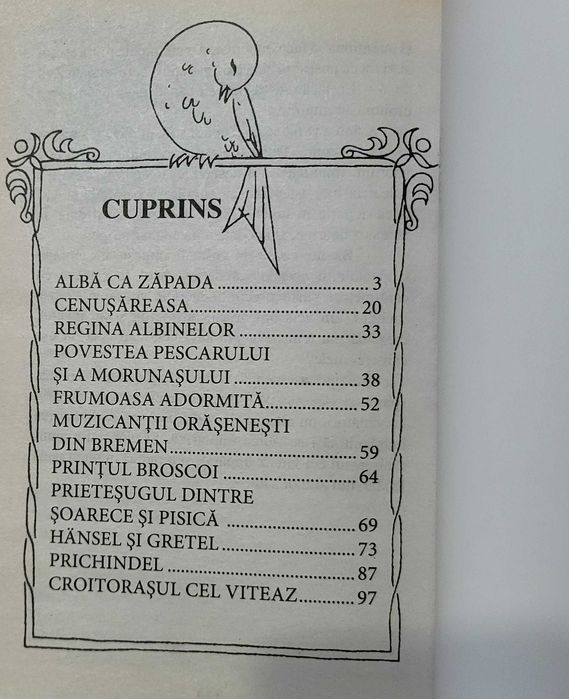 CUPRINS
ALBĂ CA ZĂPADA ........................... 3
CENUŞĂREASA ................................ 20
REGINA ALBINELOR ....................... 33
POVESTEA PESCARULUI
ŞI A MORUNAŞULUI ....................... 38
FRUMOASA ADORMITĂ.................. 52
MUZICANŢII ORĂŞENEŞTI
DIN BREMEN ................................... 59
PRINŢUL BROSCOI .......................... 64
PRIETEŞUGUL DINTRE
ŞOARECE ŞI PISICĂ ........................ 69
HÄNSEL ŞI GRETEL .......................... 73
PRICHINDEL ..................................... 87
CROITORAŞUL CEL VITEAZ ........... 97